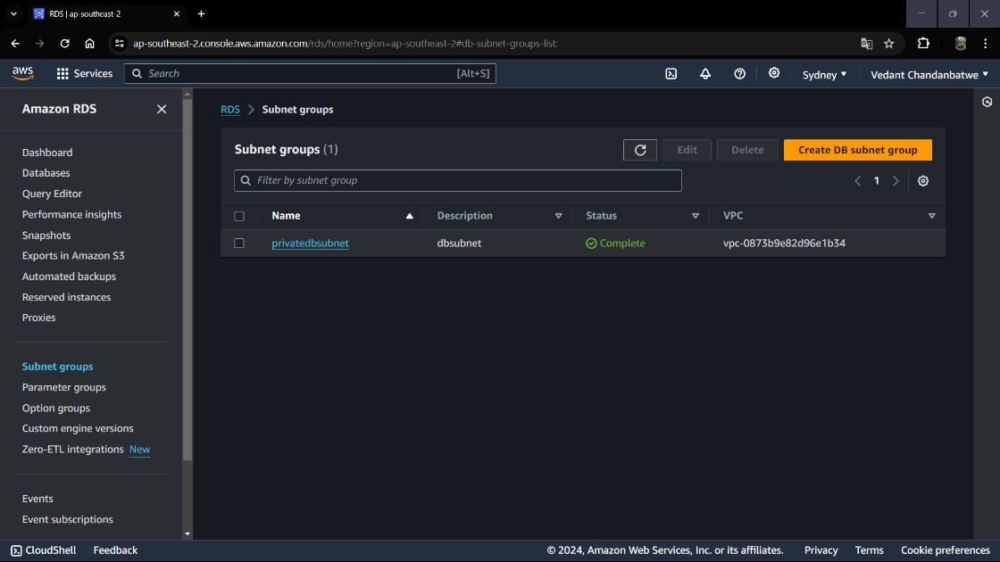 RDS | ap-southeast-2
ap-southeast-2.console.aws.amazon.com/rds/home?region=ap-southeast-2#db-subnet-groups-list:
aws
Services
Search
[Alt+S]
Sydney
Vedant Chandanbatwe
Amazon RDS
Dashboard
Databases
Query Editor
Performance insights
Snapshots
Exports in Amazon S3
Automated backups
Reserved instances
Proxies
Subnet groups
Parameter groups
Option groups
Custom engine versions
Zero-ETL integrations New
Events
Event subscriptions
RDS > Subnet groups
Subnet groups (1)
Edit
Delete
Create DB subnet group
Filter by subnet group
1
Name Description Status VPC
privatedbsubnet dbsubnet Complete vpc-0873b9e82d96e1b34
CloudShell
Feedback
© 2024, Amazon Web Services, Inc. or its affiliates.
Privacy
Terms
Cookie preferences